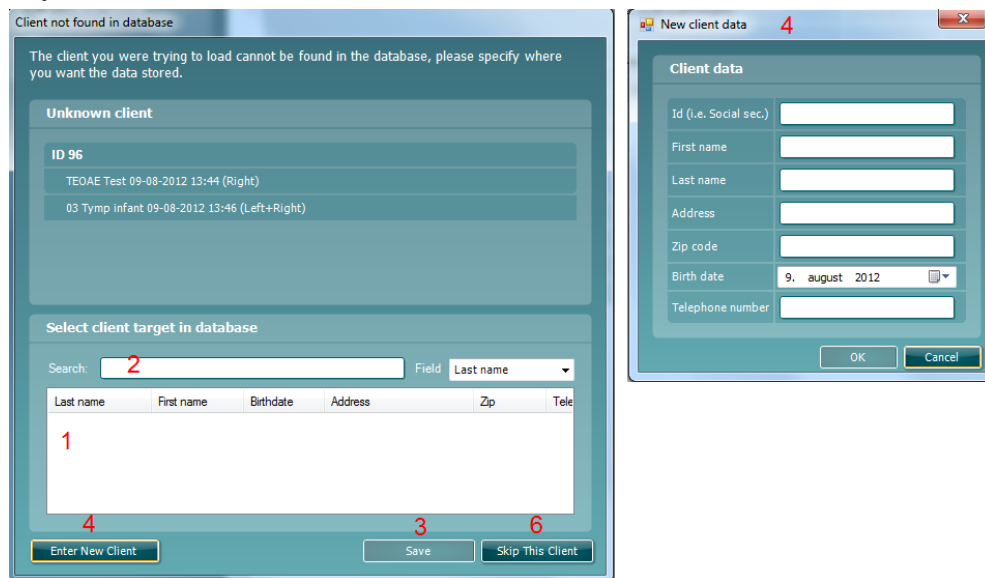 Client not found in database
The client you were trying to load cannot be found in the database, please specify where
you want the data stored.
Unknown client
ID 96
TEOAE Test 09-08-2012 13:44 (Right)
03 Tymp infant 09-08-2012 13:46 (Left+Right)
Select client target in database
Search: 2 Field Last name
Last name First name Birthdate Address Zip Tele
1
4 3 6
Enter New Client Save Skip This Client
New client data 4
Client data
Id (i.e. Social sec.)
First name
Last name
Address
Zip code
Birth date 9. august 2012
Telephone number
OK Cancel